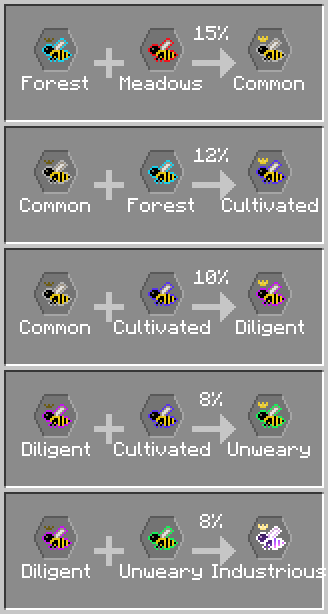 15%
Forest Meadows Common
12%
Common Forest Cultivated
10%
Common Cultivated Diligent
8%
Diligent Cultivated Unweary
8%
Diligent Unweary Industrious